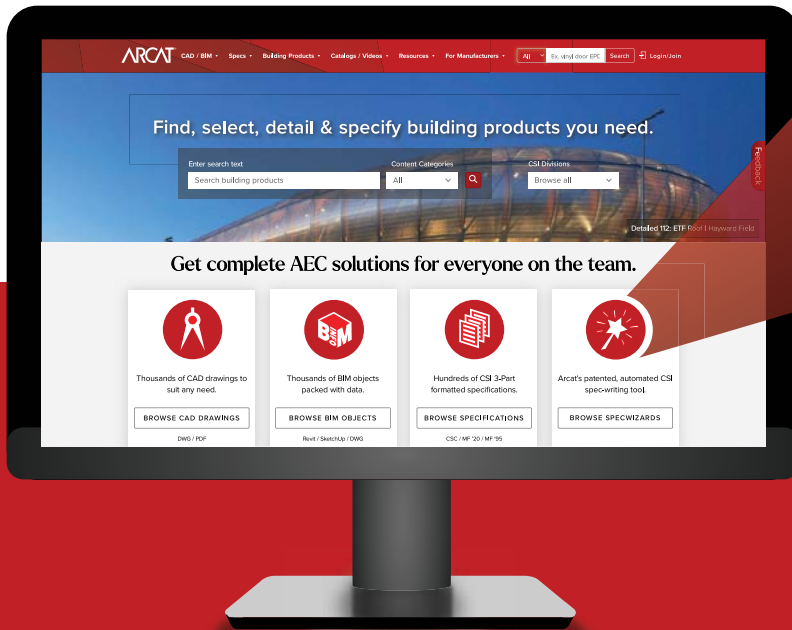 ARCAT
CAD / BIM
Specs
Building Products
Catalogs / Videos
Resources
For Manufacturers
All
Ex. vinyl door EPD
Search
Login/Join
Find, select, detail & specify building products you need.
Enter search text
Content Categories
CSI Divisions
Search building products
All
Browse all
Feedback
Detailed 112: ETF Roof | Hayward Field
Get complete AEC solutions for everyone on the team.
BIM
INFO
Thousands of CAD drawings to
suit any need.
BROWSE CAD DRAWINGS
DWG / PDF
Thousands of BIM objects
packed with data.
BROWSE BIM OBJECTS
Revit / SketchUp / DWG
Hundreds of CSI 3-Part
formatted specifications.
BROWSE SPECIFICATIONS
CSC / MF '20 / MF '95
Arcat's patented, automated CSI
spec-writing tool.
BROWSE SPECWIZARDS